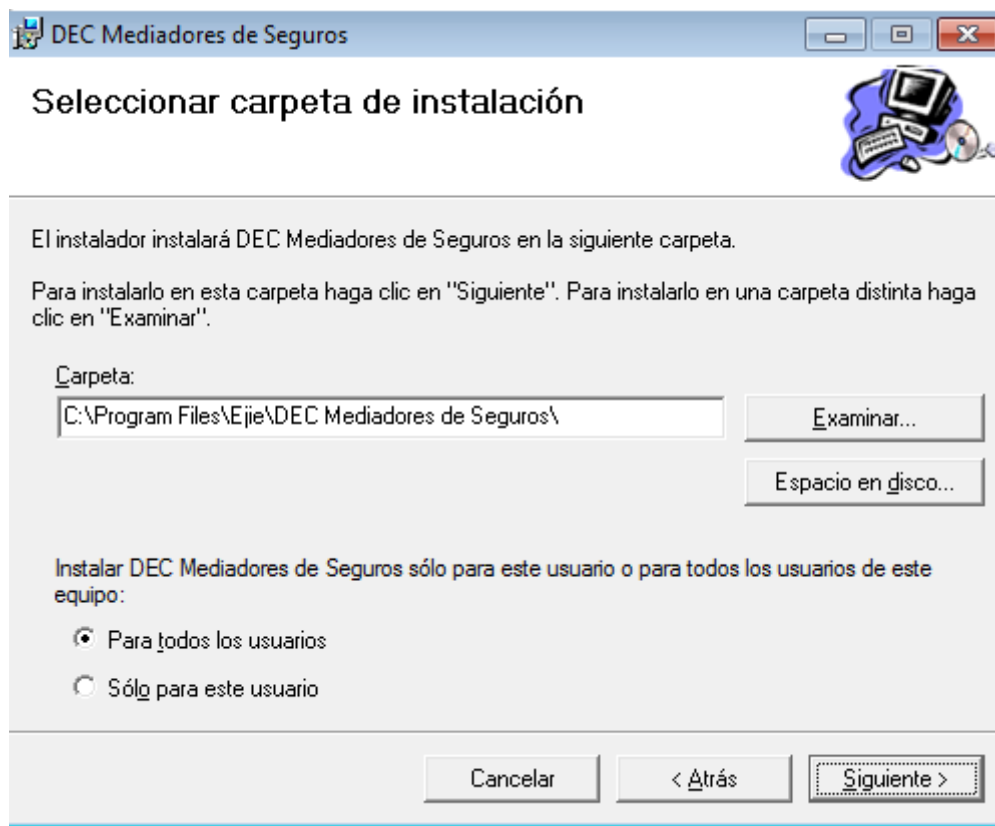 DEC Mediadores de Seguros
Seleccionar carpeta de instalación
El instalador instalará DEC Mediadores de Seguros en la siguiente carpeta.
Para instalarlo en esta carpeta haga clic en "Siguiente". Para instalarlo en una carpeta distinta haga
clic en "Examinar".
Carpeta:
C:\Program Files\Ejie\DEC Mediadores de Seguros\
Examinar...
Espacio en disco...
Instalar DEC Mediadores de Seguros sólo para este usuario o para todos los usuarios de este
equipo:
Para todos los usuarios
Sólo para este usuario
Cancelar
< Atrás
Siguiente >